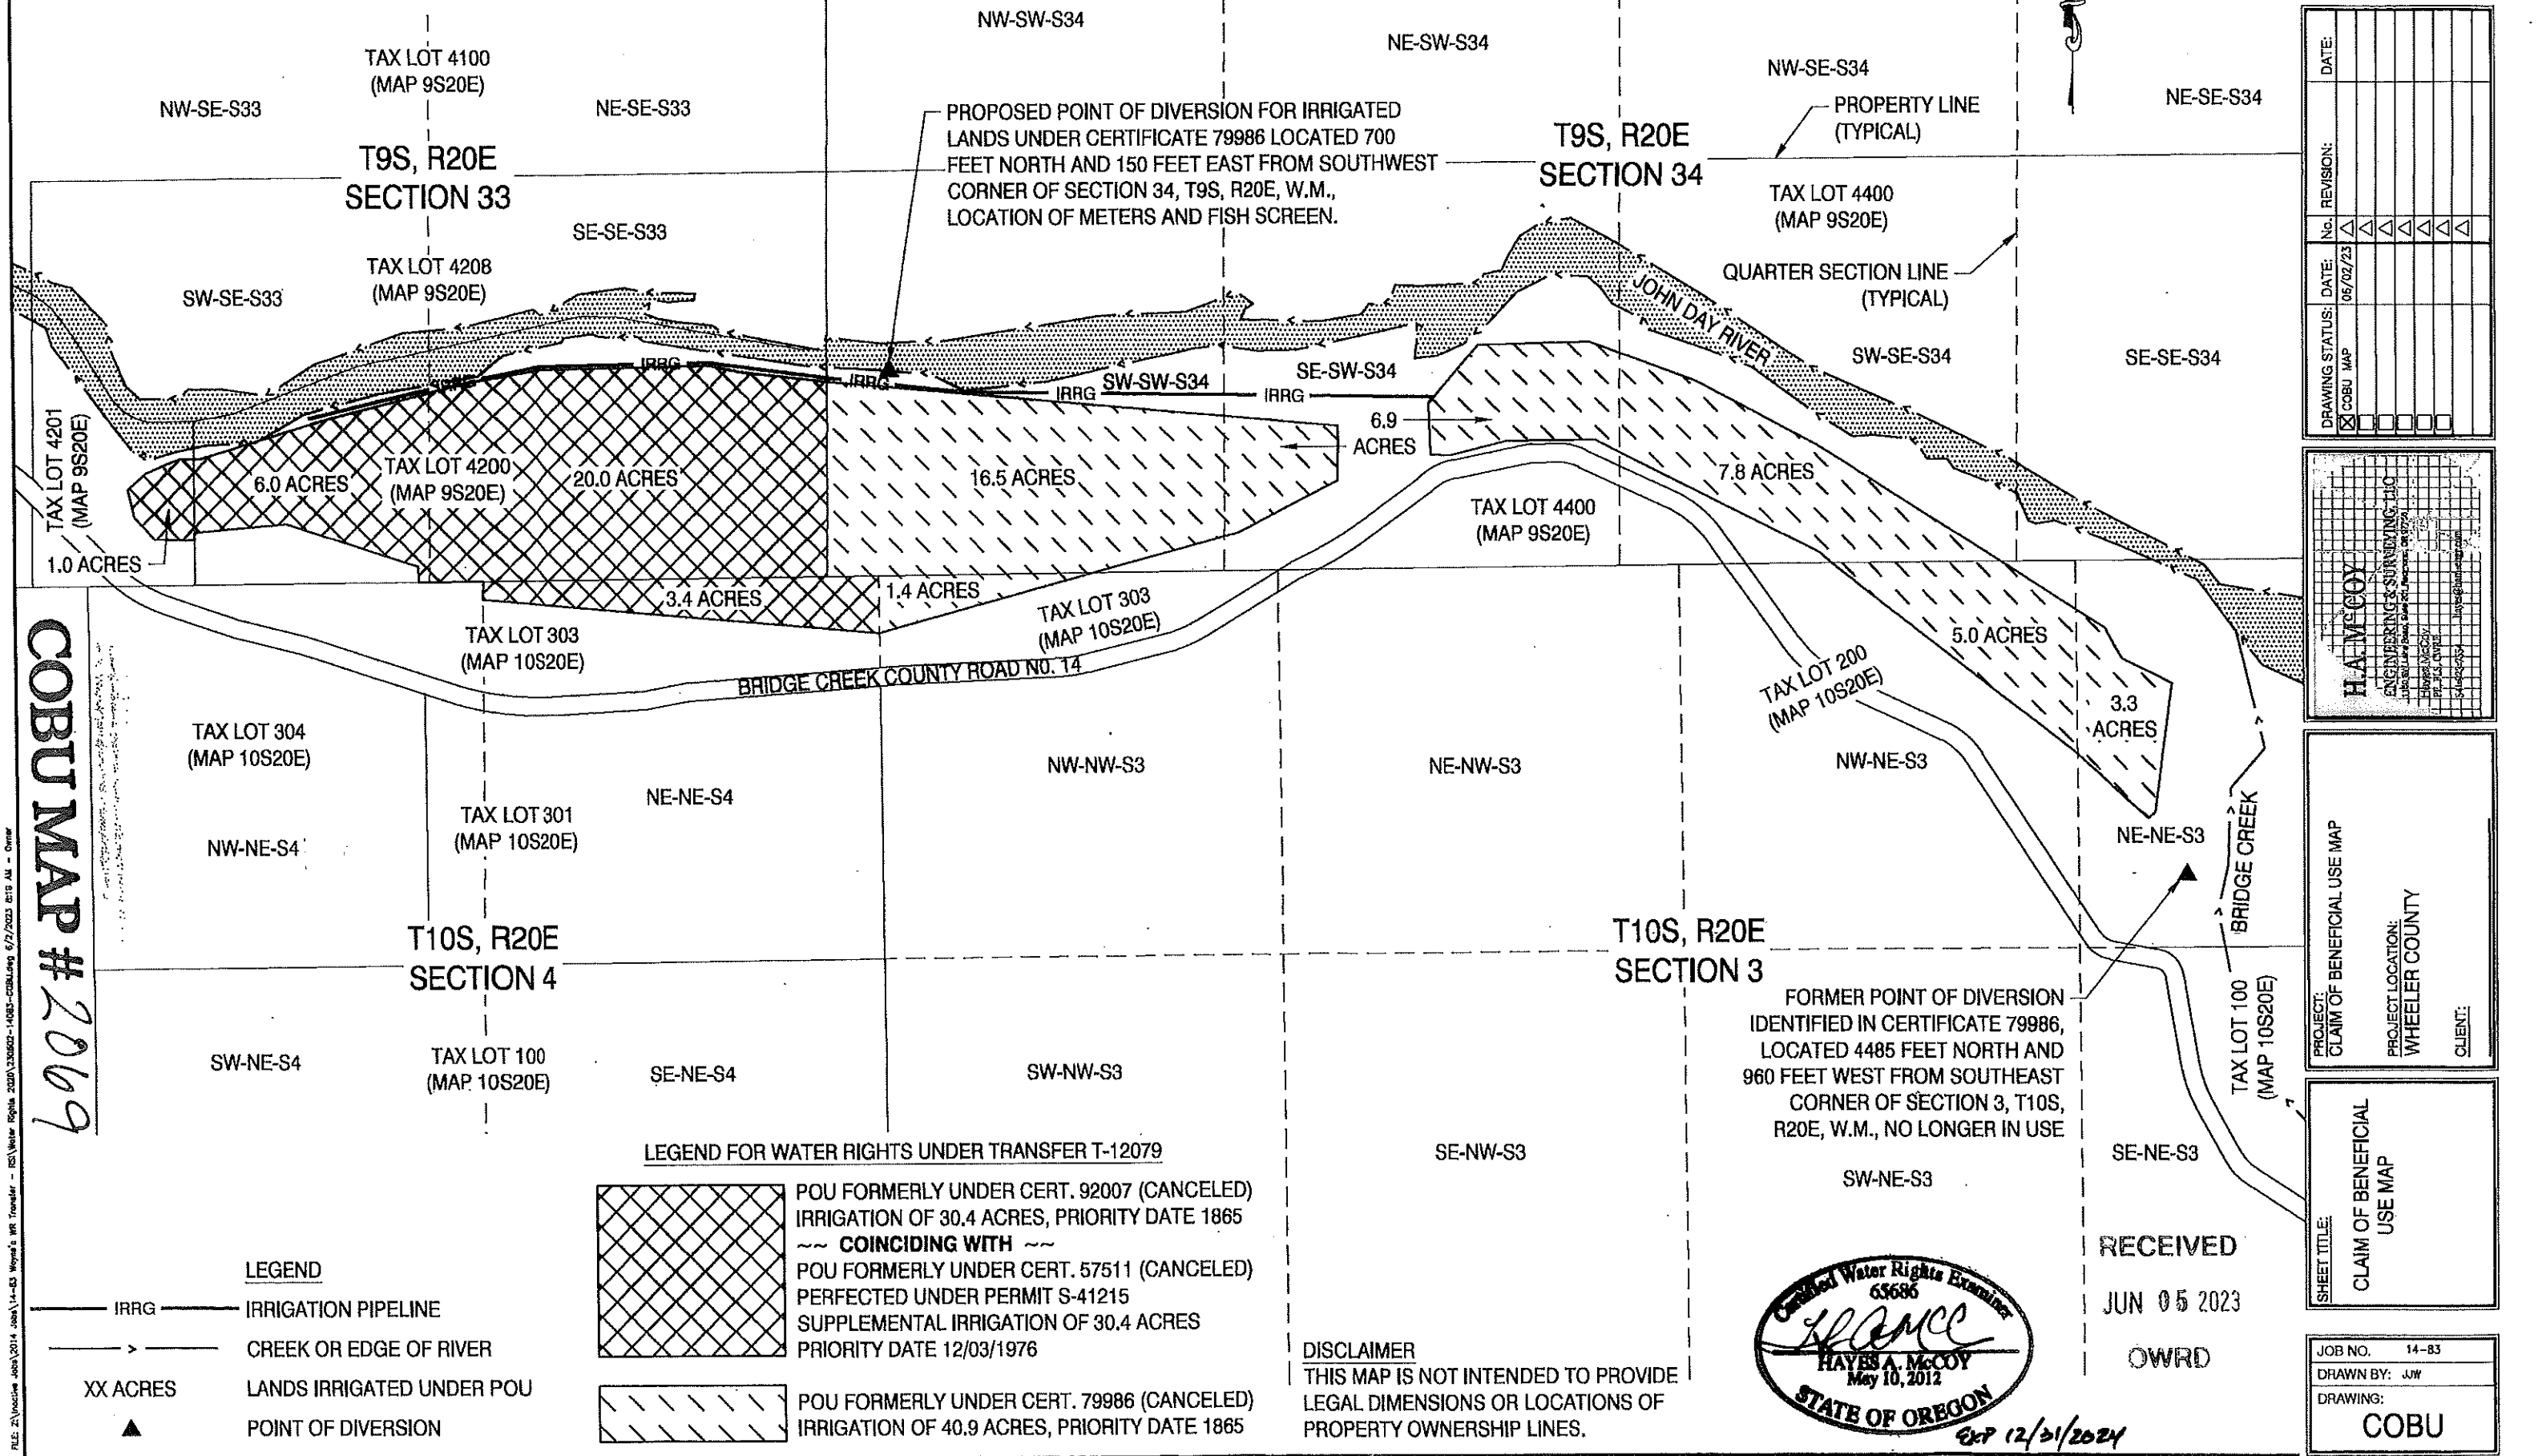 NW-SW-S34
NE-SW-S34
NW-SE-S34
NE-SE-S34
TAX LOT 4100
(MAP 9S20E)
NW-SE-S33
NE-SE-S33
T9S, R20E
SECTION 33
PROPOSED POINT OF DIVERSION FOR IRRIGATED
LANDS UNDER CERTIFICATE 79986 LOCATED 700
FEET NORTH AND 150 FEET EAST FROM SOUTHWEST
CORNER OF SECTION 34, T9S, R20E, W.M.,
LOCATION OF METERS AND FISH SCREEN.
T9S, R20E
SECTION 34
PROPERTY LINE
(TYPICAL)
TAX LOT 4400
(MAP 9S20E)
QUARTER SECTION LINE
(TYPICAL)
SE-SE-S33
TAX LOT 4208
(MAP 9S20E)
SW-SE-S33
JOHN DAY RIVER
SW-SE-S34
SE-SE-S34
SW-SW-S34
SE-SW-S34
IRRG
IRRG
IRRG
IRRG
IRRG
TAX LOT 4201
(MAP 9S20E)
6.0 ACRES
TAX LOT 4200
(MAP 9S20E)
20.0 ACRES
16.5 ACRES
6.9
ACRES
7.8 ACRES
TAX LOT 4400
(MAP 9S20E)
1.0 ACRES
3.4 ACRES
1.4 ACRES
TAX LOT 303
(MAP 10S20E)
TAX LOT 303
(MAP 10S20E)
BRIDGE CREEK COUNTY ROAD NO. 14
5.0 ACRES
TAX LOT 200
(MAP 10S20E)
3.3
ACRES
TAX LOT 304
(MAP 10S20E)
NW-NW-S3
NE-NW-S3
NW-NE-S3
NE-NE-S4
TAX LOT 301
(MAP 10S20E)
NW-NE-S4
NE-NE-S3
BRIDGE CREEK
T10S, R20E
SECTION 4
T10S, R20E
SECTION 3
FORMER POINT OF DIVERSION
IDENTIFIED IN CERTIFICATE 79986,
LOCATED 4485 FEET NORTH AND
960 FEET WEST FROM SOUTHEAST
CORNER OF SECTION 3, T10S,
R20E, W.M., NO LONGER IN USE
TAX LOT 100
(MAP 10S20E)
SW-NE-S4
TAX LOT 100
(MAP 10S20E)
SE-NE-S4
SW-NW-S3
SE-NW-S3
SW-NE-S3
SE-NE-S3
COBU MAP # 2069
LEGEND FOR WATER RIGHTS UNDER TRANSFER T-12079
POU FORMERLY UNDER CERT. 92007 (CANCELED)
IRRIGATION OF 30.4 ACRES, PRIORITY DATE 1865
~~ COINCIDING WITH ~~
POU FORMERLY UNDER CERT. 57511 (CANCELED)
PERFECTED UNDER PERMIT S-41215
SUPPLEMENTAL IRRIGATION OF 30.4 ACRES
PRIORITY DATE 12/03/1976
POU FORMERLY UNDER CERT. 79986 (CANCELED)
IRRIGATION OF 40.9 ACRES, PRIORITY DATE 1865
LEGEND
IRRG IRRIGATION PIPELINE
CREEK OR EDGE OF RIVER
XX ACRES LANDS IRRIGATED UNDER POU
POINT OF DIVERSION
DISCLAIMER
THIS MAP IS NOT INTENDED TO PROVIDE
LEGAL DIMENSIONS OR LOCATIONS OF
PROPERTY OWNERSHIP LINES.
Certified Water Rights Examiner
65686
HAYES A. McCOY
May 10, 2012
STATE OF OREGON
EXP 12/31/2024
RECEIVED
JUN 05 2023
OWRD
DRAWING STATUS: DATE: No. REVISION: DATE:
COBU MAP
H.A. McCOY
ENGINEERING & SURVEYING, LLC
PROJECT:
CLAIM OF BENEFICIAL USE MAP
PROJECT LOCATION:
WHEELER COUNTY
CLIENT:
SHEET TITLE:
CLAIM OF BENEFICIAL
USE MAP
JOB NO. 14-83
DRAWN BY: JJW
DRAWING:
COBU